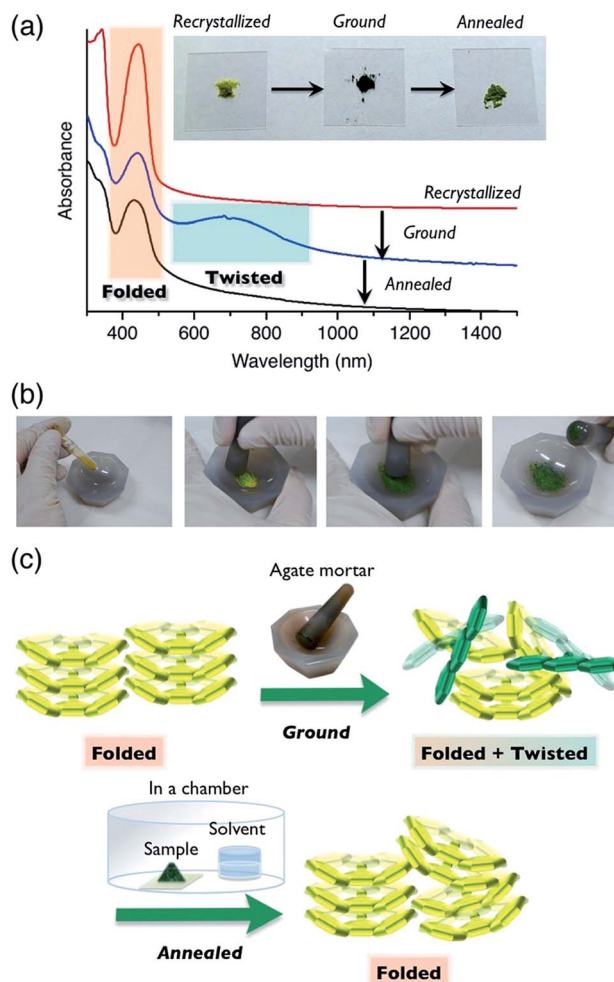 (a)
Recrystallized
Ground
Annealed
Absorbance
Recrystallized
Ground
Annealed
Folded
Twisted
400
600
800
1000
1200
1400
Wavelength (nm)
(b)
(c)
Agate mortar
Folded
Ground
Folded + Twisted
In a chamber
Solvent
Sample
Annealed
Folded